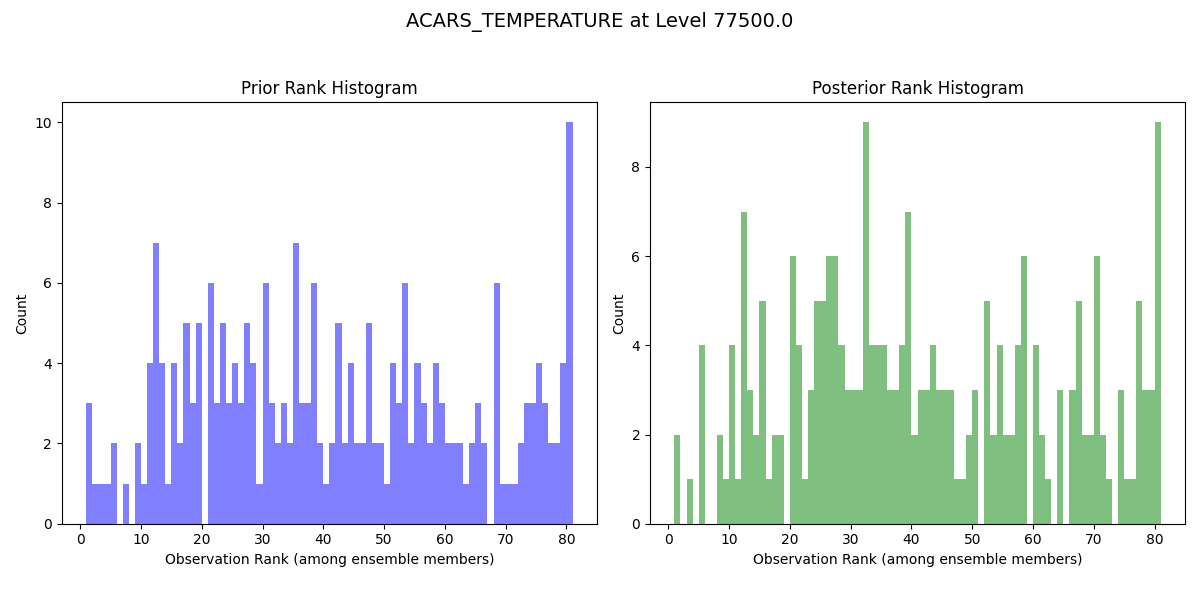 ACARS_TEMPERATURE at Level 77500.0
Prior Rank Histogram
Count
10
8
6
4
2
0
0 10 20 30 40 50 60 70 80
Observation Rank (among ensemble members)
Posterior Rank Histogram
Count
8
6
4
2
0
0 10 20 30 40 50 60 70 80
Observation Rank (among ensemble members)